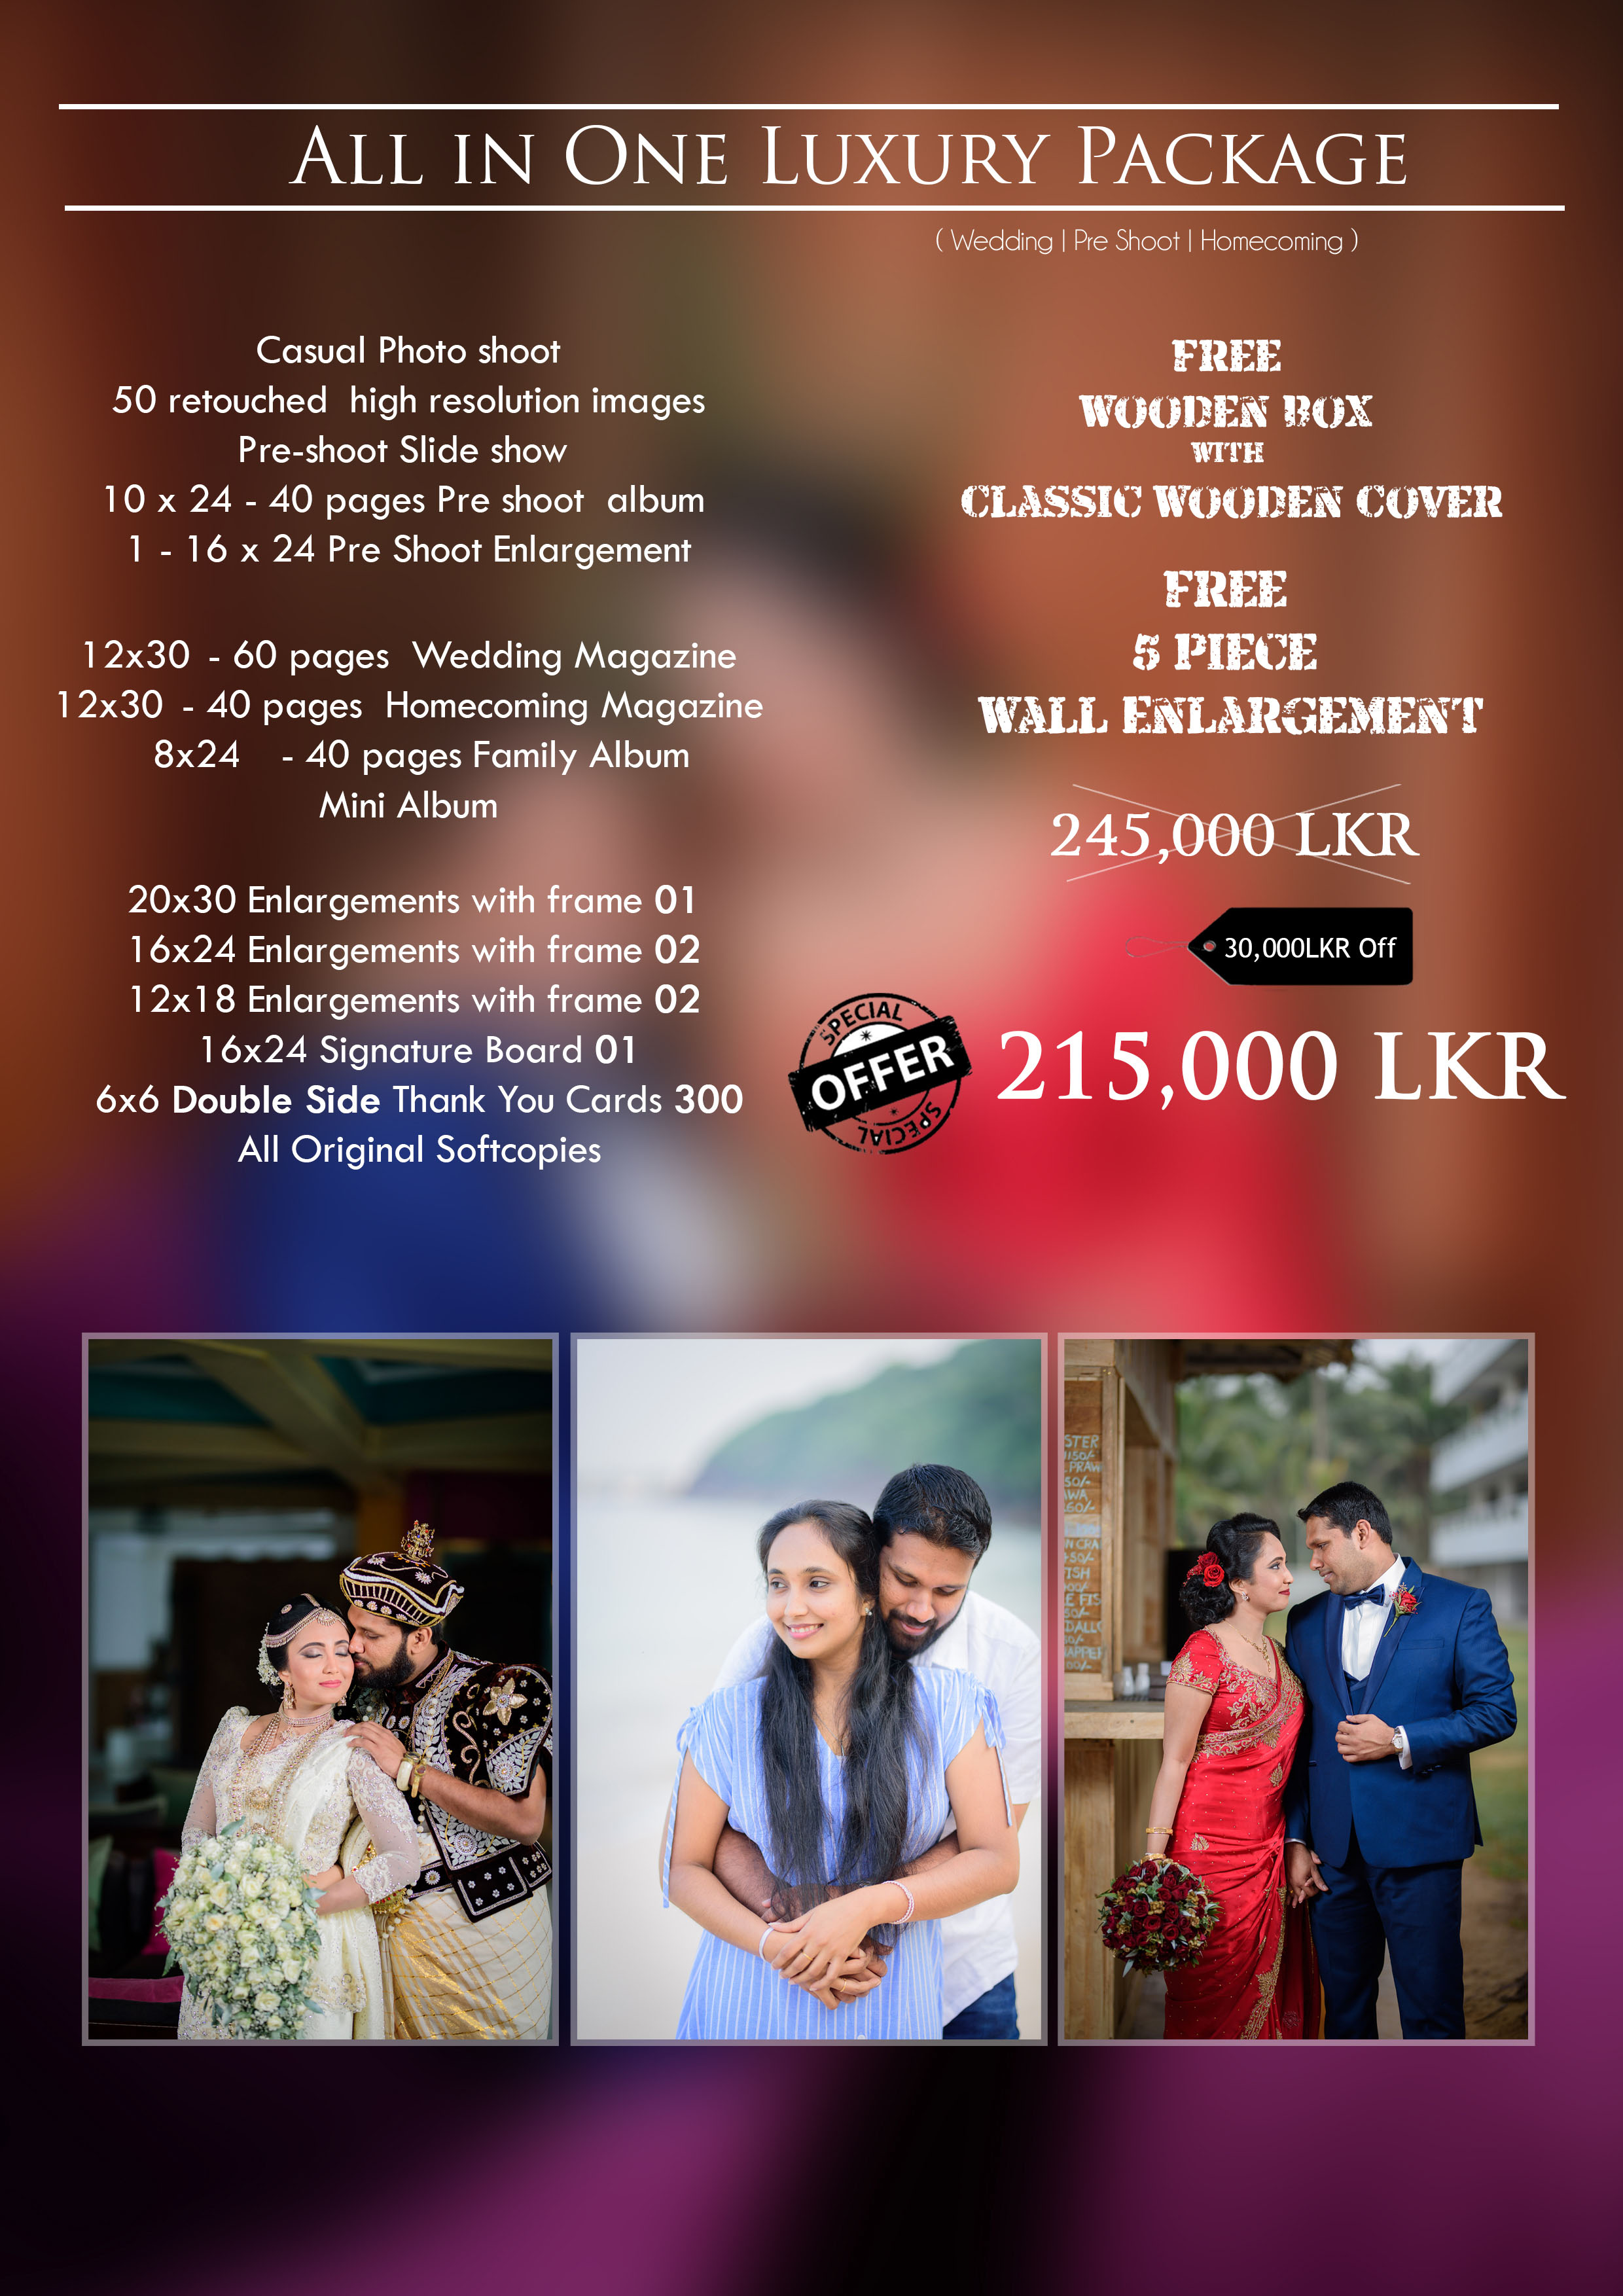 All in One Luxury Package
( Wedding | Pre Shoot | Homecoming )
Casual Photo shoot
50 retouched high resolution images
Pre-shoot Slide show
10 x 24 - 40 pages Pre shoot album
1 - 16 x 24 Pre Shoot Enlargement
12x30 - 60 pages Wedding Magazine
12x30 - 40 pages Homecoming Magazine
8x24 - 40 pages Family Album
Mini Album
20x30 Enlargements with frame 01
16x24 Enlargements with frame 02
12x18 Enlargements with frame 02
16x24 Signature Board 01
6x6 Double Side Thank You Cards 300
All Original Softcopies
FREE
WOODEN BOX
WITH
CLASSIC WOODEN COVER
FREE
5 PIECE
WALL ENLARGEMENT
245,000 LKR
30,000LKR Off
SPECIAL
OFFER
SPECIAL
215,000 LKR